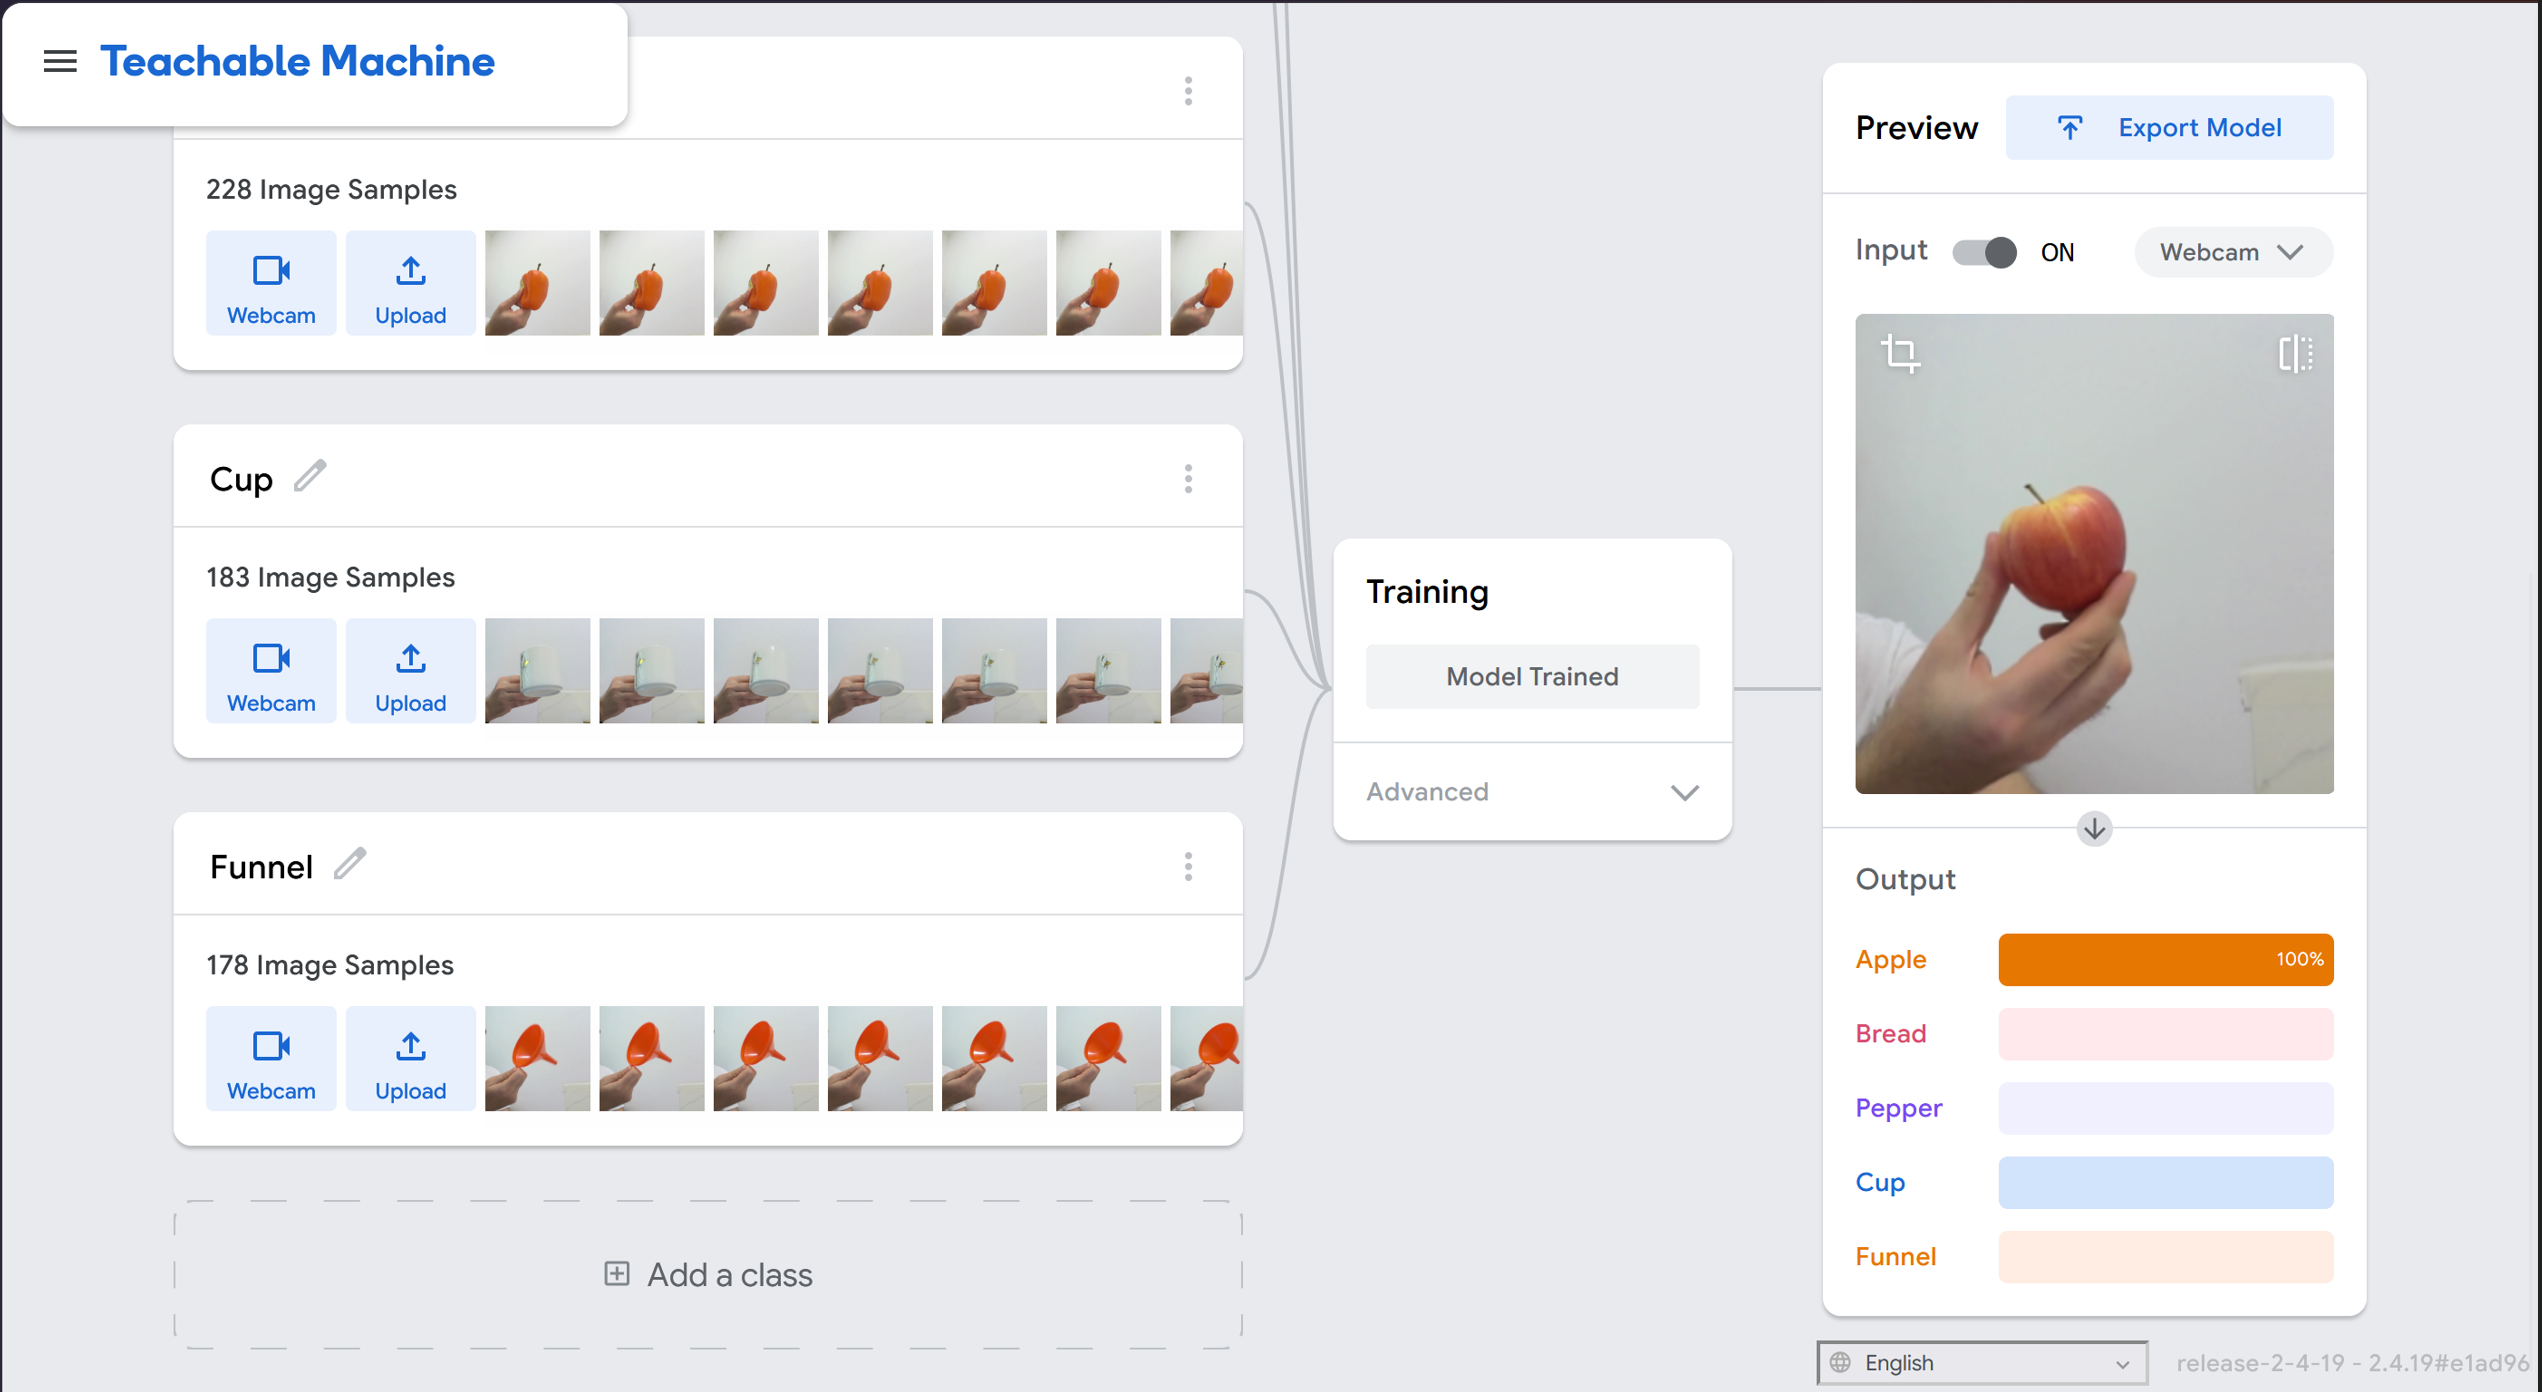 Teachable Machine
228 Image Samples
Webcam
Upload
Cup
183 Image Samples
Webcam
Upload
Funnel
178 Image Samples
Webcam
Upload
Add a class
Training
Model Trained
Advanced
Preview
Export Model
Input
ON
Webcam
Output
Apple
100%
Bread
Pepper
Cup
Funnel
English
release-2-4-19 - 2.4.19#e1ad96